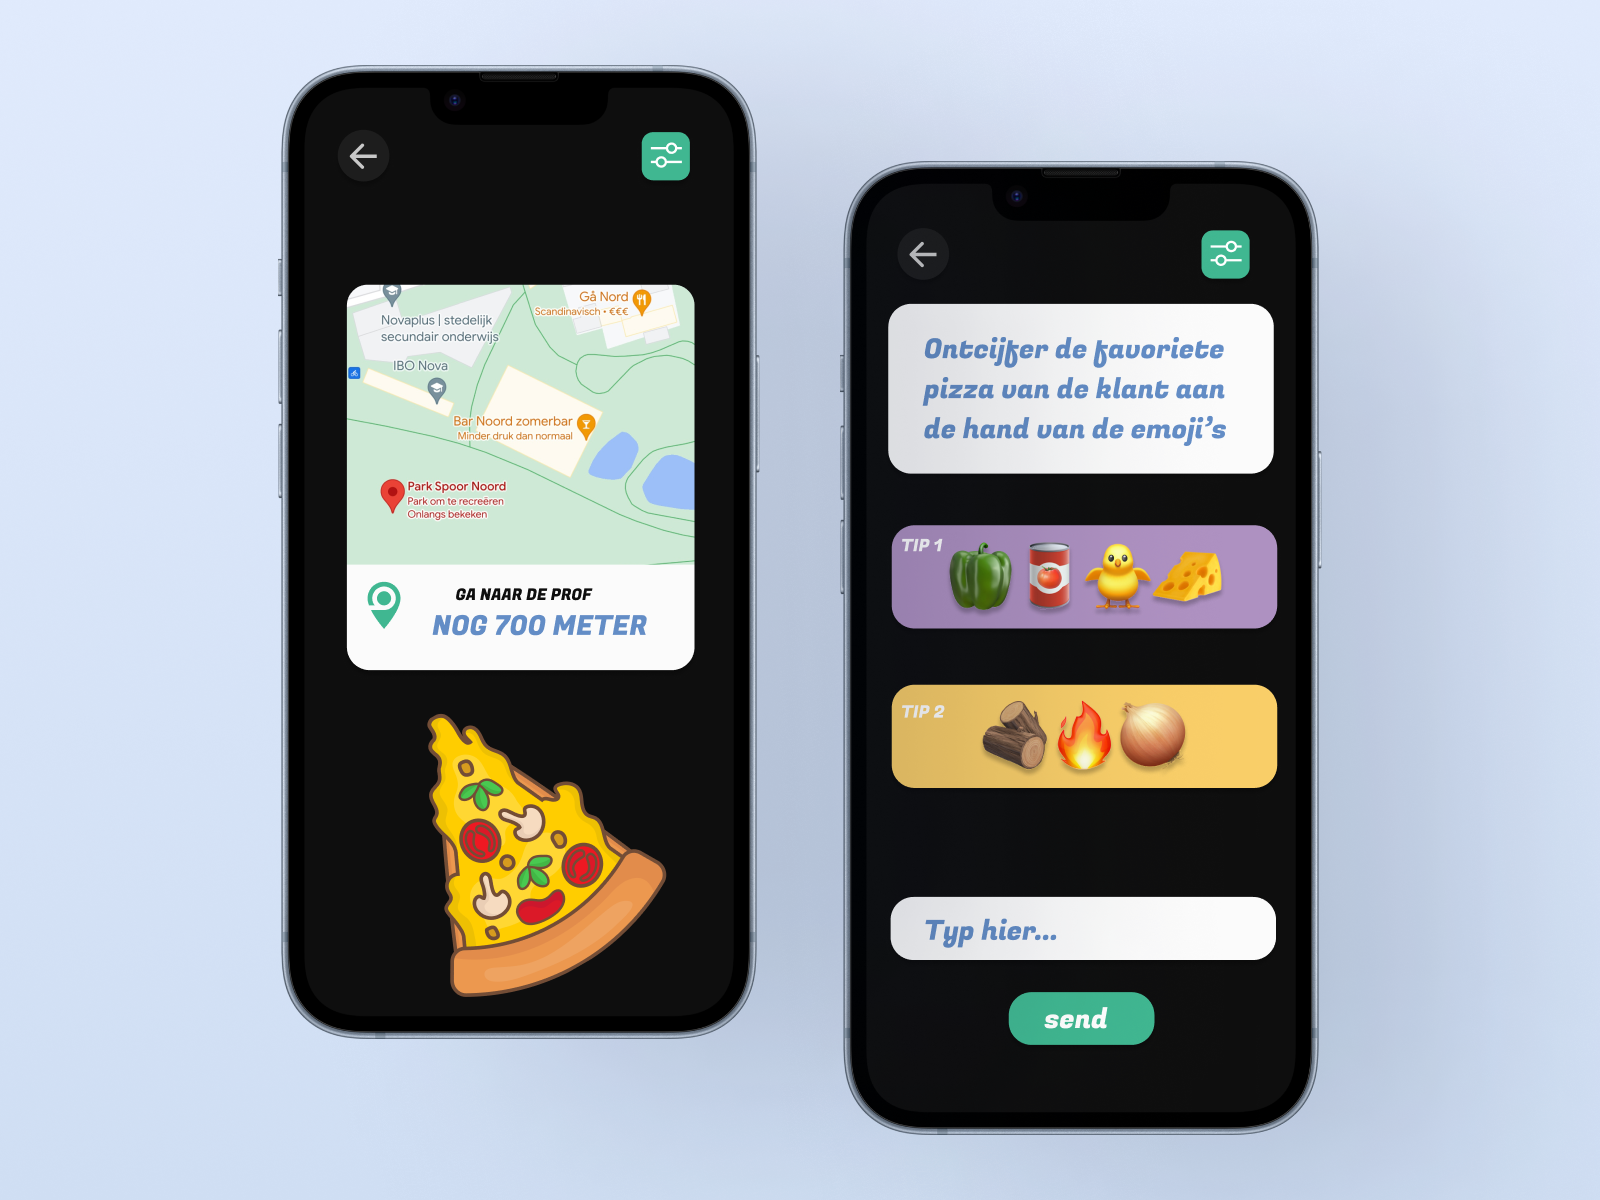 Gå Nord
Scandinavisch • €€€
Novaplus | stedelijk
secundair onderwijs
IBO Nova
Bar Noord zomerbar
Minder druk dan normaal
Park Spoor Noord
Park om te recreëren
Onlangs bekeken
GA NAAR DE PROF
NOG 700 METER
Ontcijfer de favoriete
pizza van de klant aan
de hand van de emoji’s
TIP 1
TIP 2
Typ hier...
send